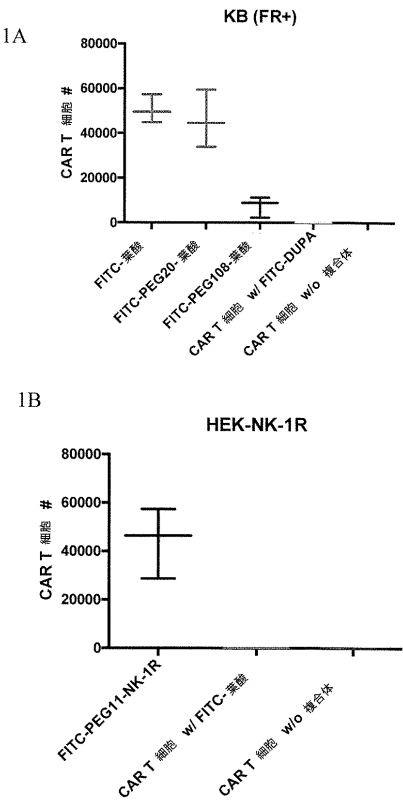 1A
KB (FR+)
CAR T 細胞 #
80000
60000
40000
20000
0
FITC-葉酸
FITC-PEG20-葉酸
FITC-PEG108-葉酸
CAR T 細胞 w/ FITC-DUPA
CAR T 細胞 w/o 複合体
1B
HEK-NK-1R
CAR T 細胞 #
80000
60000
40000
20000
0
FITC-PEG11-NK-1R
CAR T 細胞 w/ FITC-葉酸
CAR T 細胞 w/o 複合体